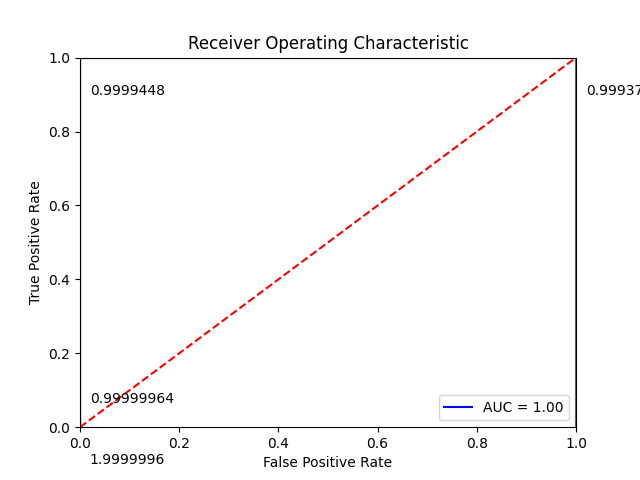 Receiver Operating Characteristic
1.0
0.9999448
0.99937
0.8
True Positive Rate
0.6
0.4
0.2
0.99999964
AUC = 1.00
0.0
0.0 0.2 0.4 0.6 0.8 1.0
1.9999996
False Positive Rate